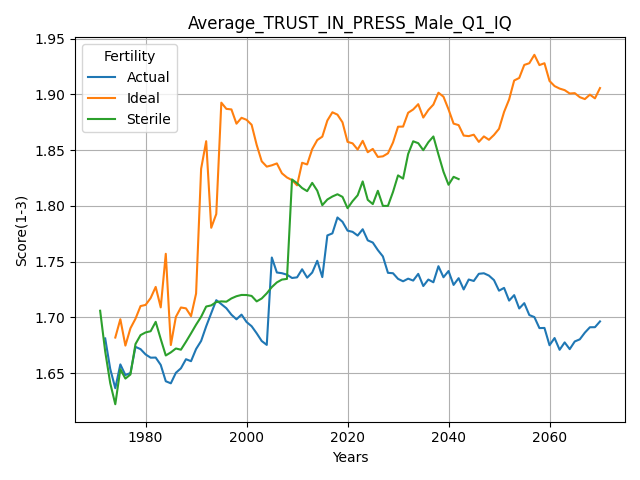 Average_TRUST_IN_PRESS_Male_Q1_IQ
Score(1-3)
1.95
1.90
1.85
1.80
1.75
1.70
1.65
Fertility
Actual
Ideal
Sterile
1980
2000
2020
2040
2060
Years